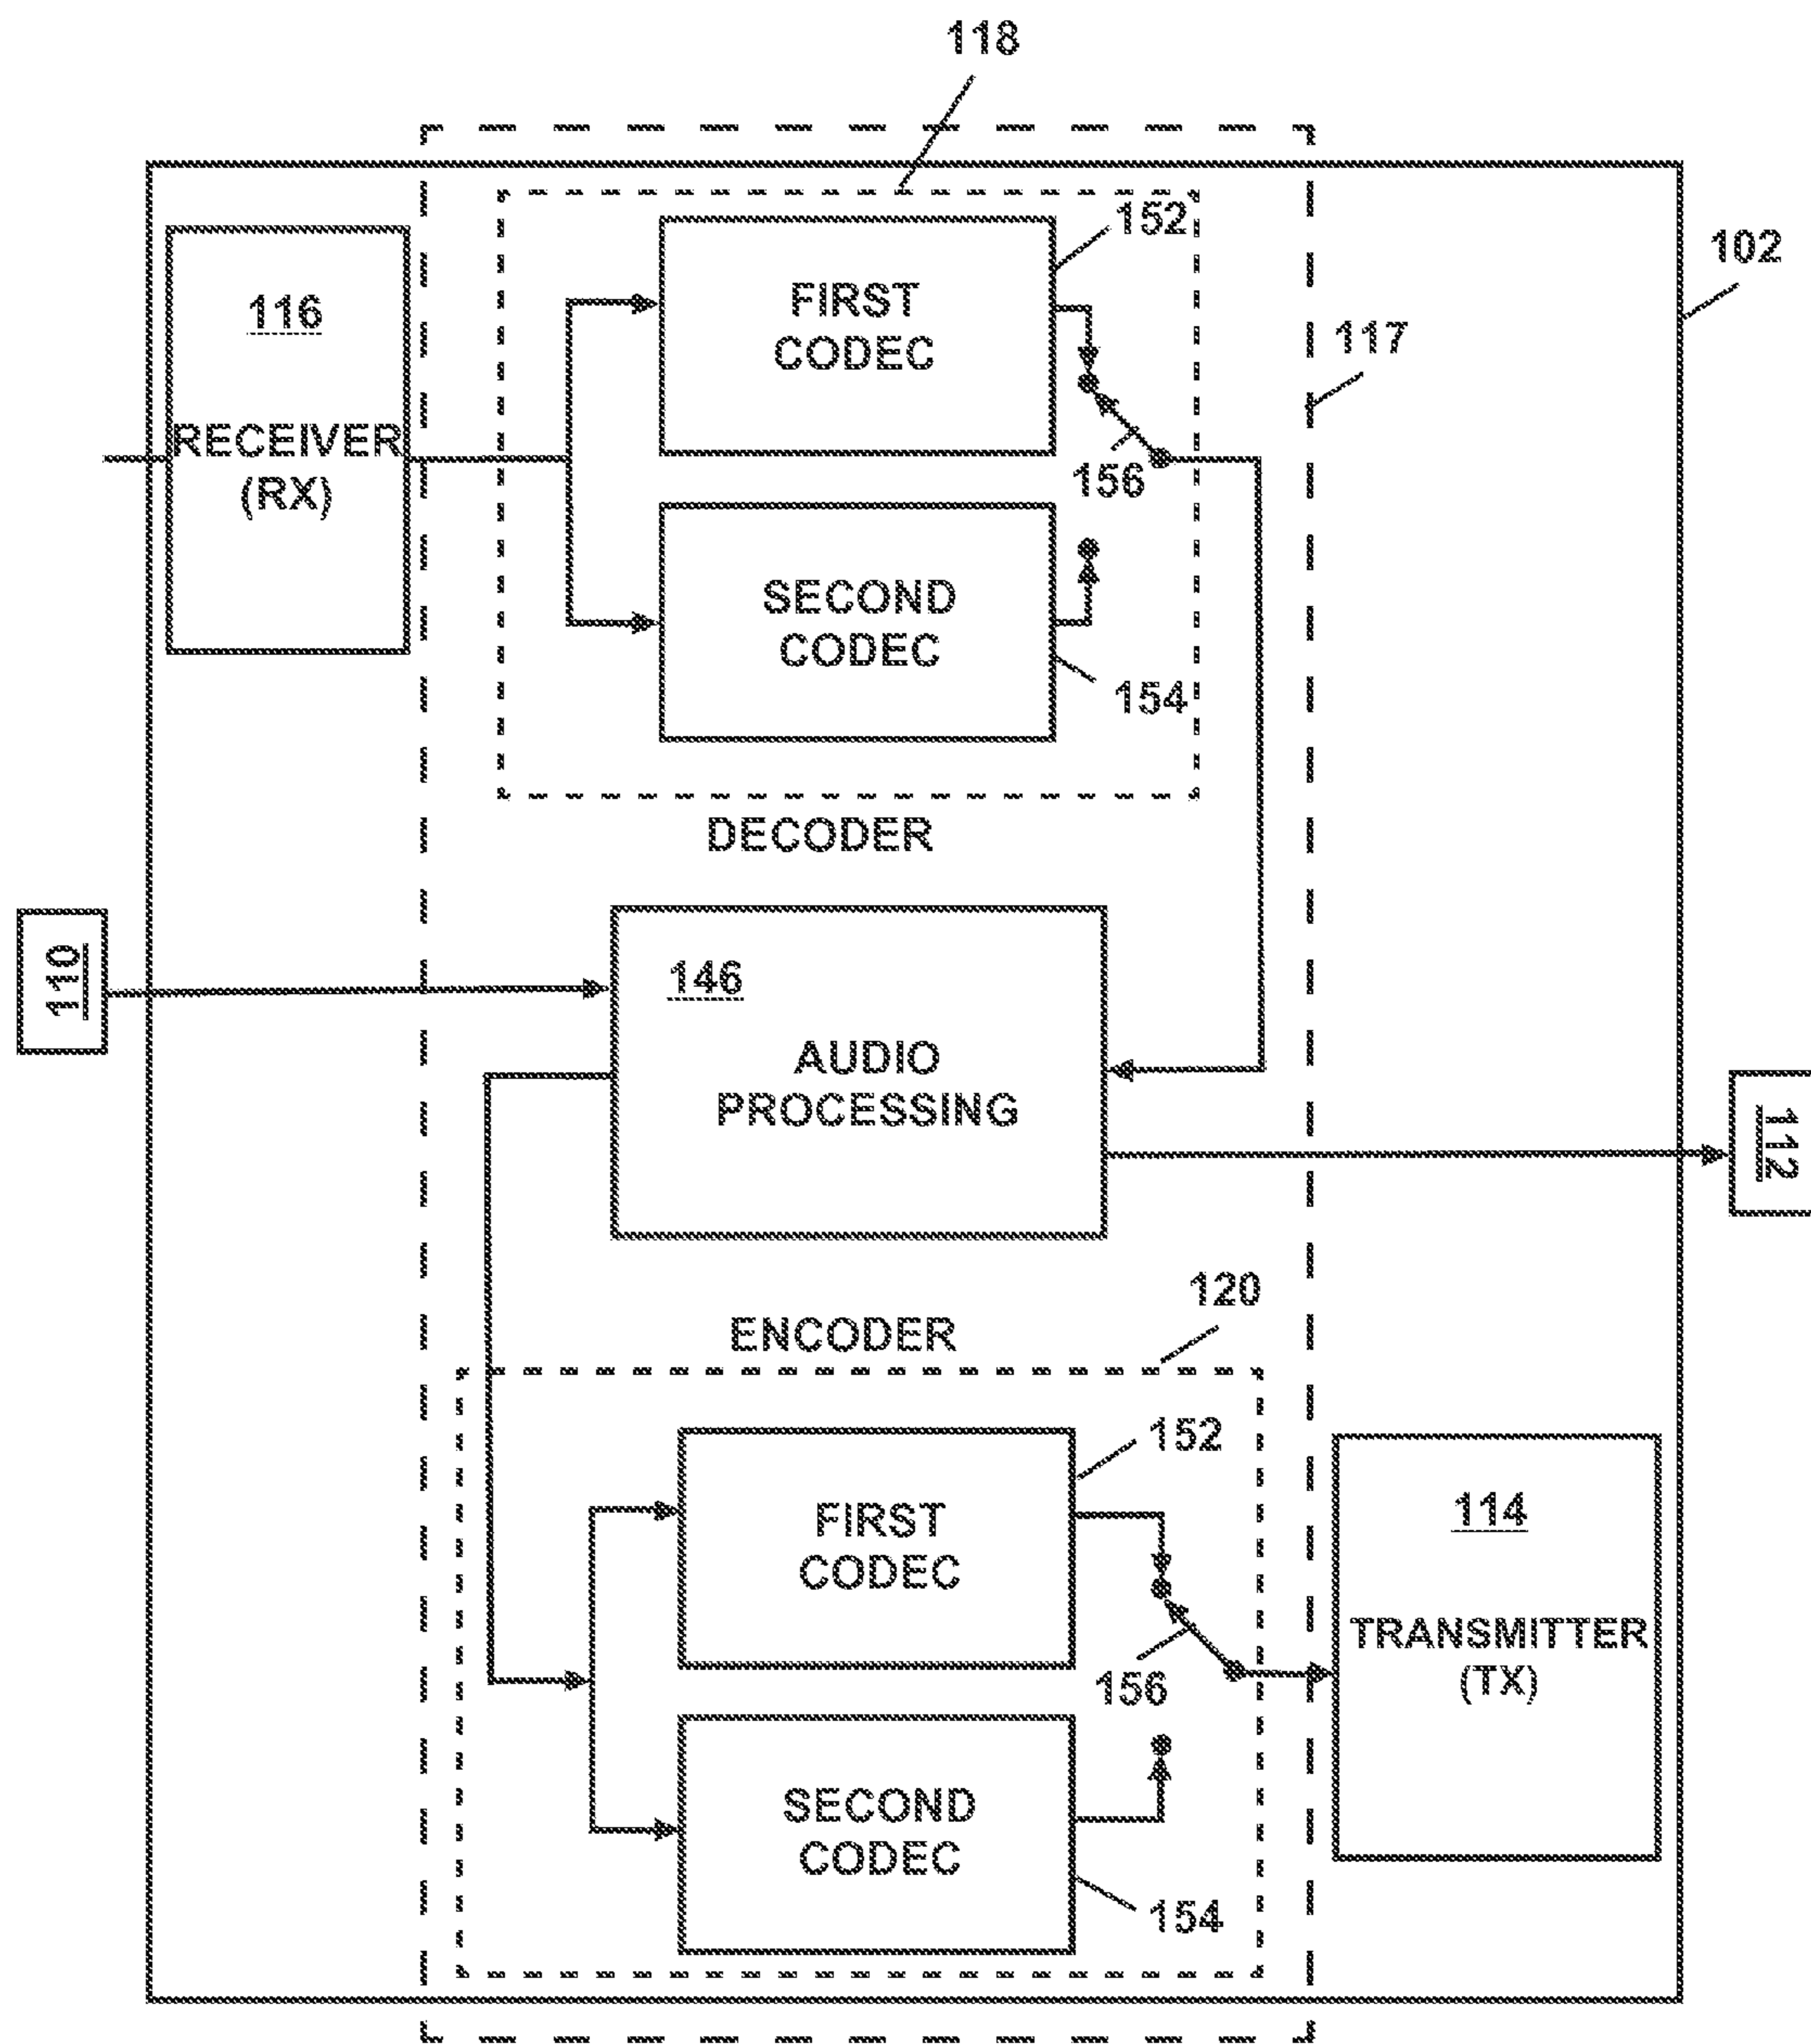 118
152
102
FIRST
CODEC
116
117
RECEIVER
(RX)
156
SECOND
CODEC
154
DECODER
110
146
AUDIO
PROCESSING
112
120
ENCODER
152
FIRST
CODEC
114
TRANSMITTER
(TX)
156
SECOND
CODEC
154